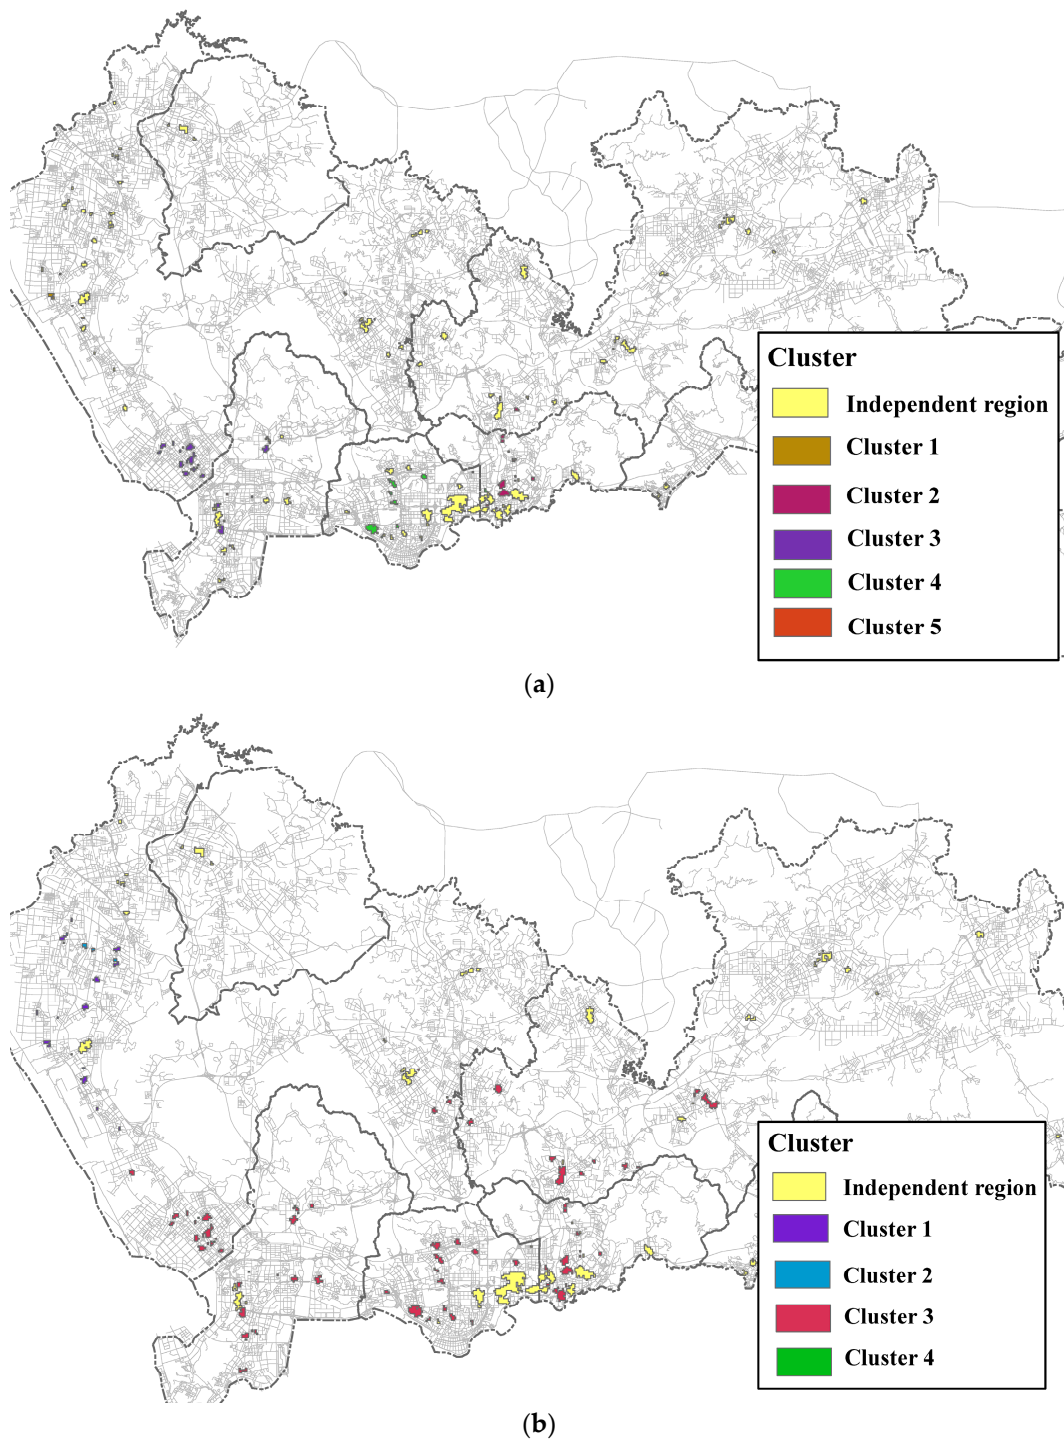 Cluster
Independent region
Cluster 1
Cluster 2
Cluster 3
Cluster 4
Cluster 5
(a)
Cluster
Independent region
Cluster 1
Cluster 2
Cluster 3
Cluster 4
(b)